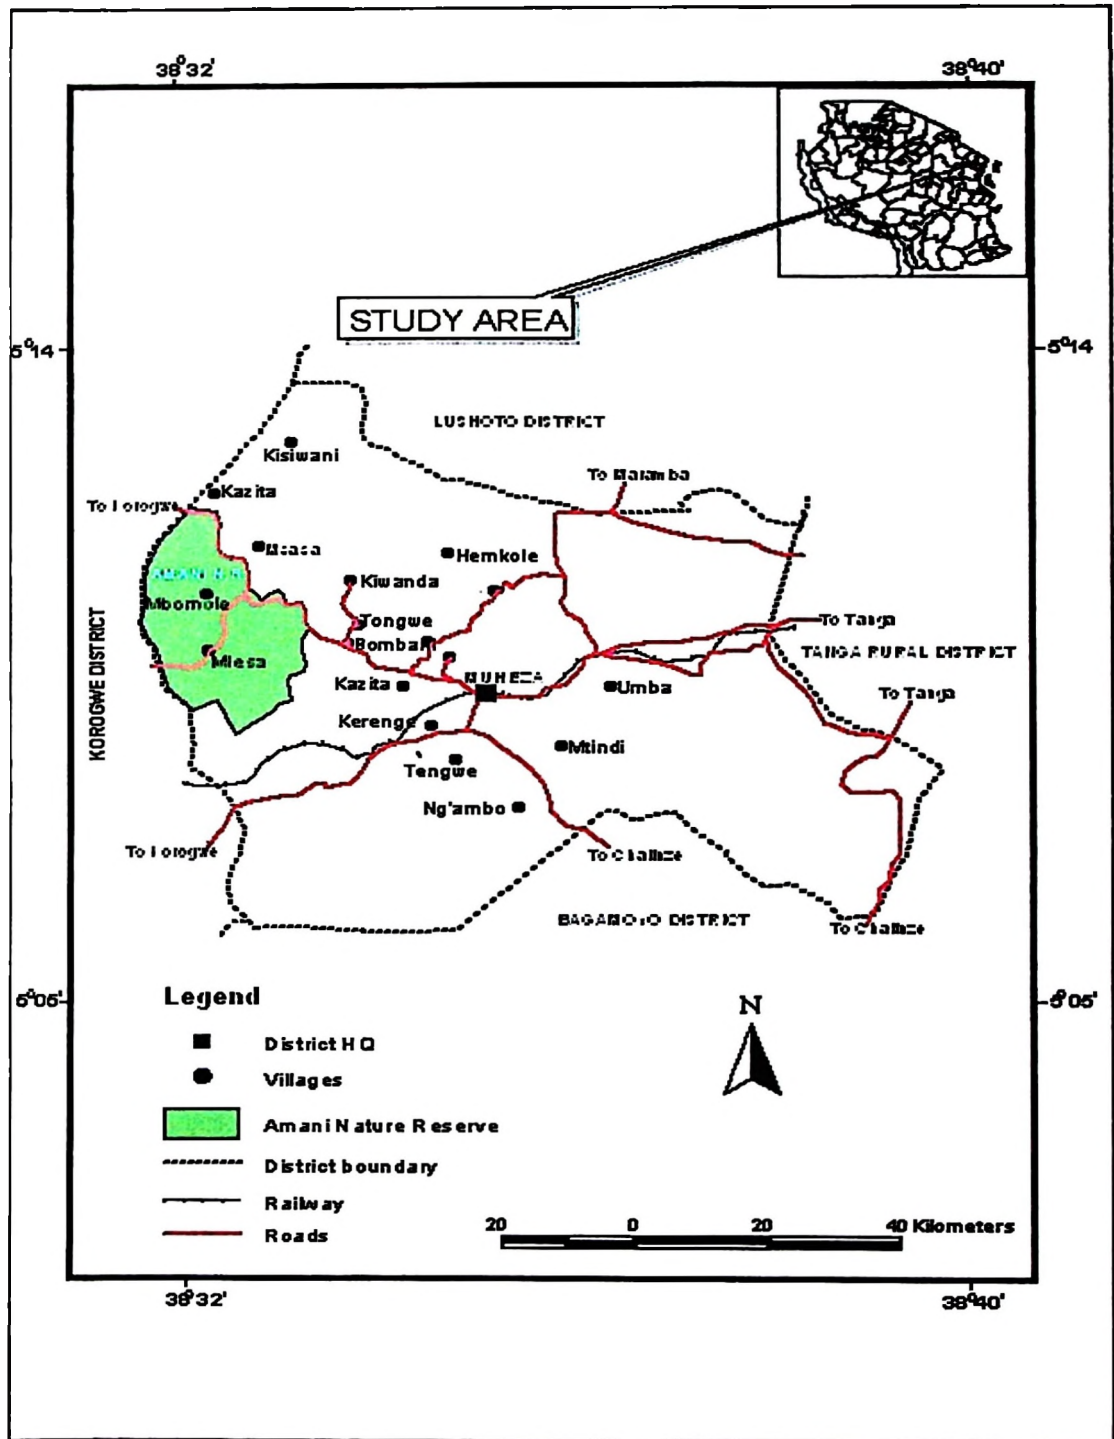 38°32'
38°40'
STUDY AREA
5°14
5°14
LUSHOTO DISTRICT
Kisiwani
To Maramba
Kazita
Hemkole
Kiwanda
Mbomole
Tongwe
To Tanga
Bombani
KOROGWE DISTRICT
Mlesa
TANGA RURAL DISTRICT
MUHEZA
Kazita
Umba
To Tanga
Kerenge
Mtindi
Tengwe
Ng'ambo
To Chalinze
BAGAMOYO DISTRICT
To Chalinze
Legend
5°05'
5°05'
N
District HQ
Villages
Amani Nature Reserve
District boundary
Railway
Roads
20 0 20 40 Kilometers
38°32'
38°40'